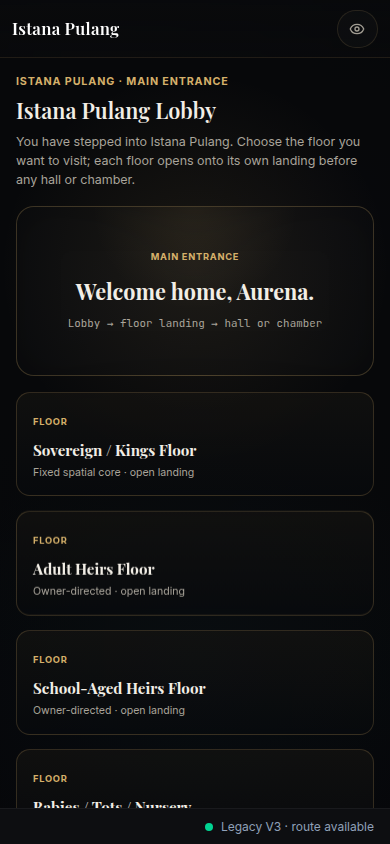 Istana Pulang
ISTANA PULANG · MAIN ENTRANCE
Istana Pulang Lobby
You have stepped into Istana Pulang. Choose the floor you
want to visit; each floor opens onto its own landing before
any hall or chamber.
MAIN ENTRANCE
Welcome home, Aurena.
Lobby → floor landing → hall or chamber
FLOOR
Sovereign / Kings Floor
Fixed spatial core · open landing
FLOOR
Adult Heirs Floor
Owner-directed · open landing
FLOOR
School-Aged Heirs Floor
Owner-directed · open landing
FLOOR
Babies / Tots / Nursery
Legacy V3 · route available